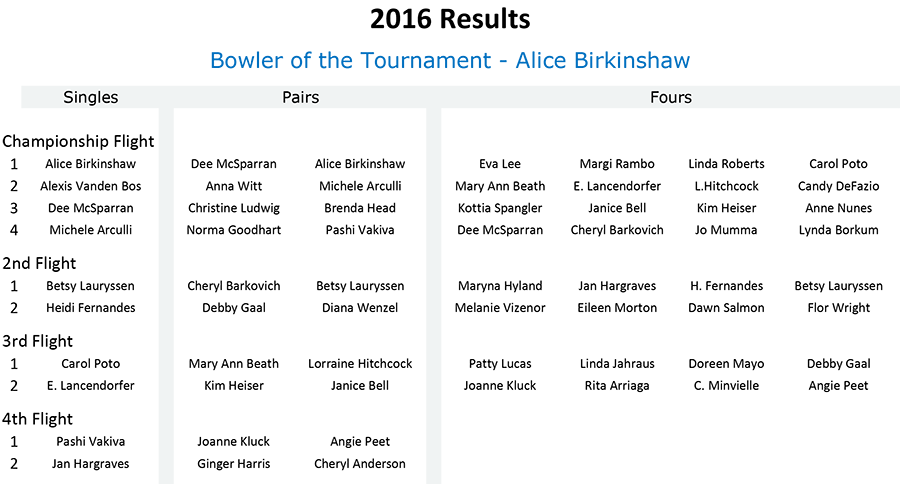 2016 Results
Bowler of the Tournament - Alice Birkinshaw
Singles Pairs Fours
Championship Flight
1 Alice Birkinshaw Dee McSparran Alice Birkinshaw Eva Lee Margi Rambo Linda Roberts Carol Poto
2 Alexis Vanden Bos Anna Witt Michele Arculli Mary Ann Beath E. Lancendorfer L.Hitchcock Candy DeFazio
3 Dee McSparran Christine Ludwig Brenda Head Kottia Spangler Janice Bell Kim Heiser Anne Nunes
4 Michele Arculli Norma Goodhart Pashi Vakiva Dee McSparran Cheryl Barkovich Jo Mumma Lynda Borkum
2nd Flight
1 Betsy Lauryssen Cheryl Barkovich Betsy Lauryssen Maryna Hyland Jan Hargraves H. Fernandes Betsy Lauryssen
2 Heidi Fernandes Debby Gaal Diana Wenzel Melanie Vizenor Eileen Morton Dawn Salmon Flor Wright
3rd Flight
1 Carol Poto Mary Ann Beath Lorraine Hitchcock Patty Lucas Linda Jahraus Doreen Mayo Debby Gaal
2 E. Lancendorfer Kim Heiser Janice Bell Joanne Kluck Rita Arriaga C. Minvielle Angie Peet
4th Flight
1 Pashi Vakiva Joanne Kluck Angie Peet
2 Jan Hargraves Ginger Harris Cheryl Anderson